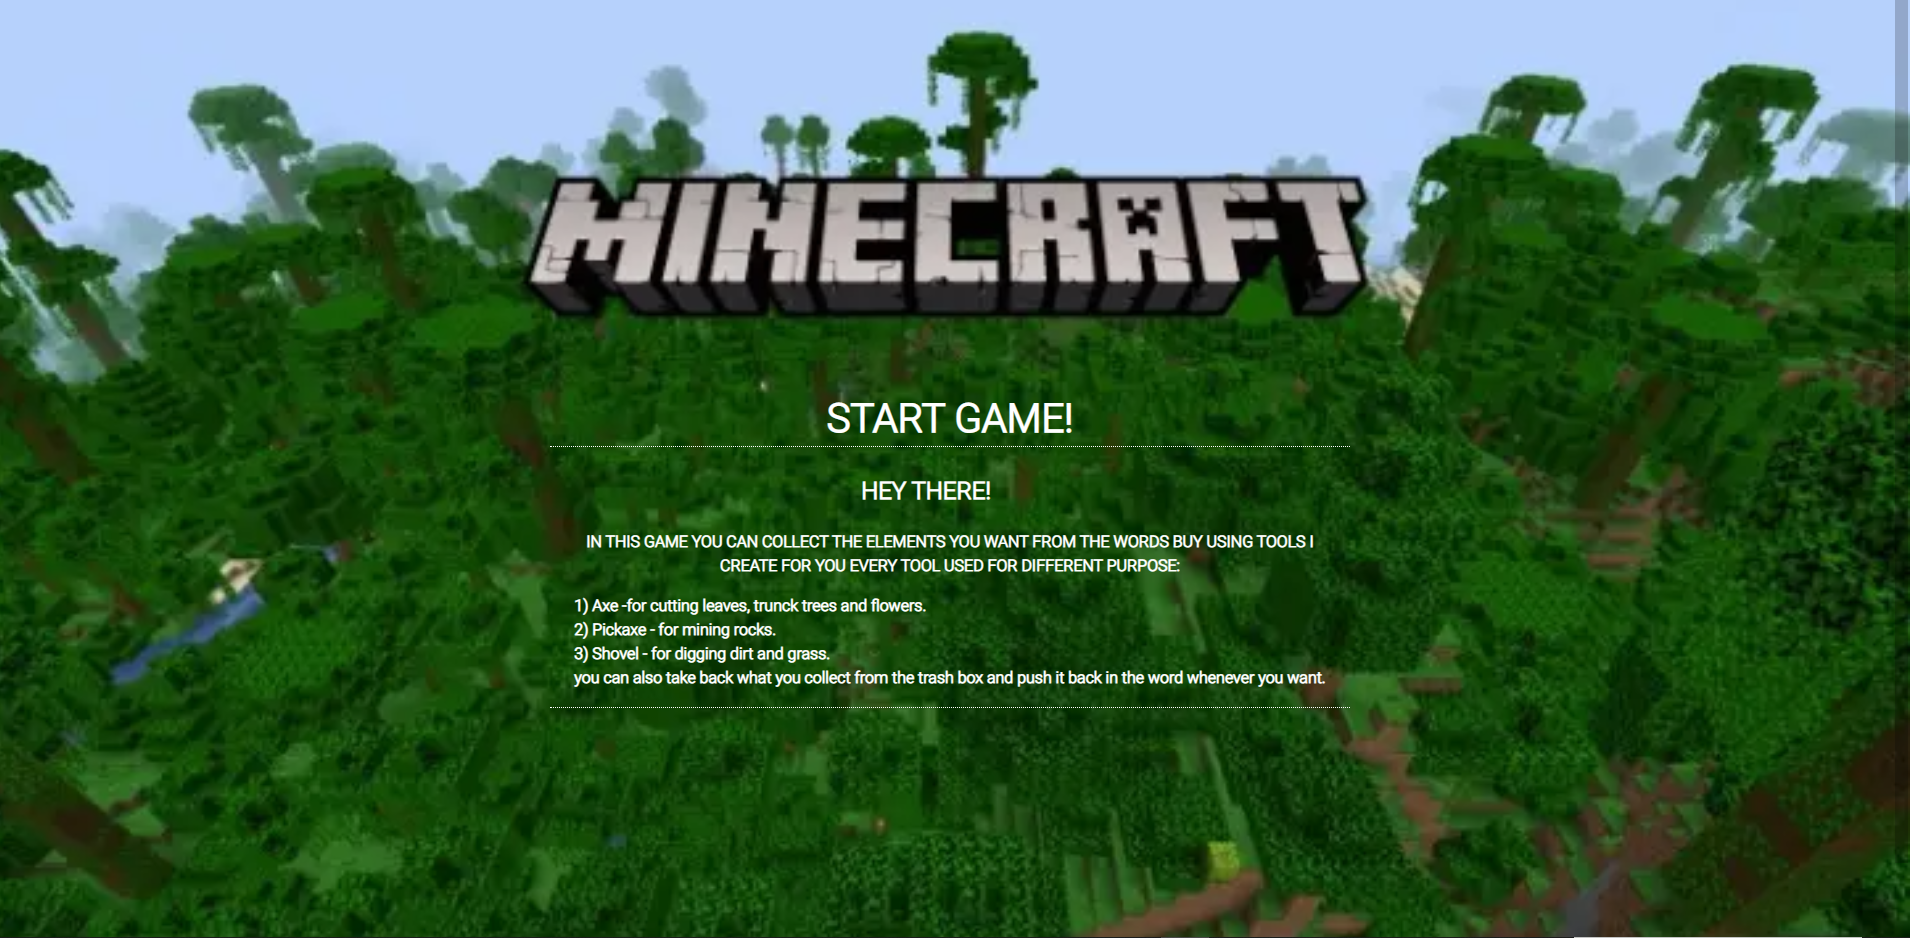 MINECRAFT
START GAME!
HEY THERE!
IN THIS GAME YOU CAN COLLECT THE ELEMENTS YOU WANT FROM THE WORDS BUY USING TOOLS I
CREATE FOR YOU EVERY TOOL USED FOR DIFFERENT PURPOSE:
1) Axe -for cutting leaves, trunck trees and flowers.
2) Pickaxe - for mining rocks.
3) Shovel - for digging dirt and grass.
you can also take back what you collect from the trash box and push it back in the word whenever you want.